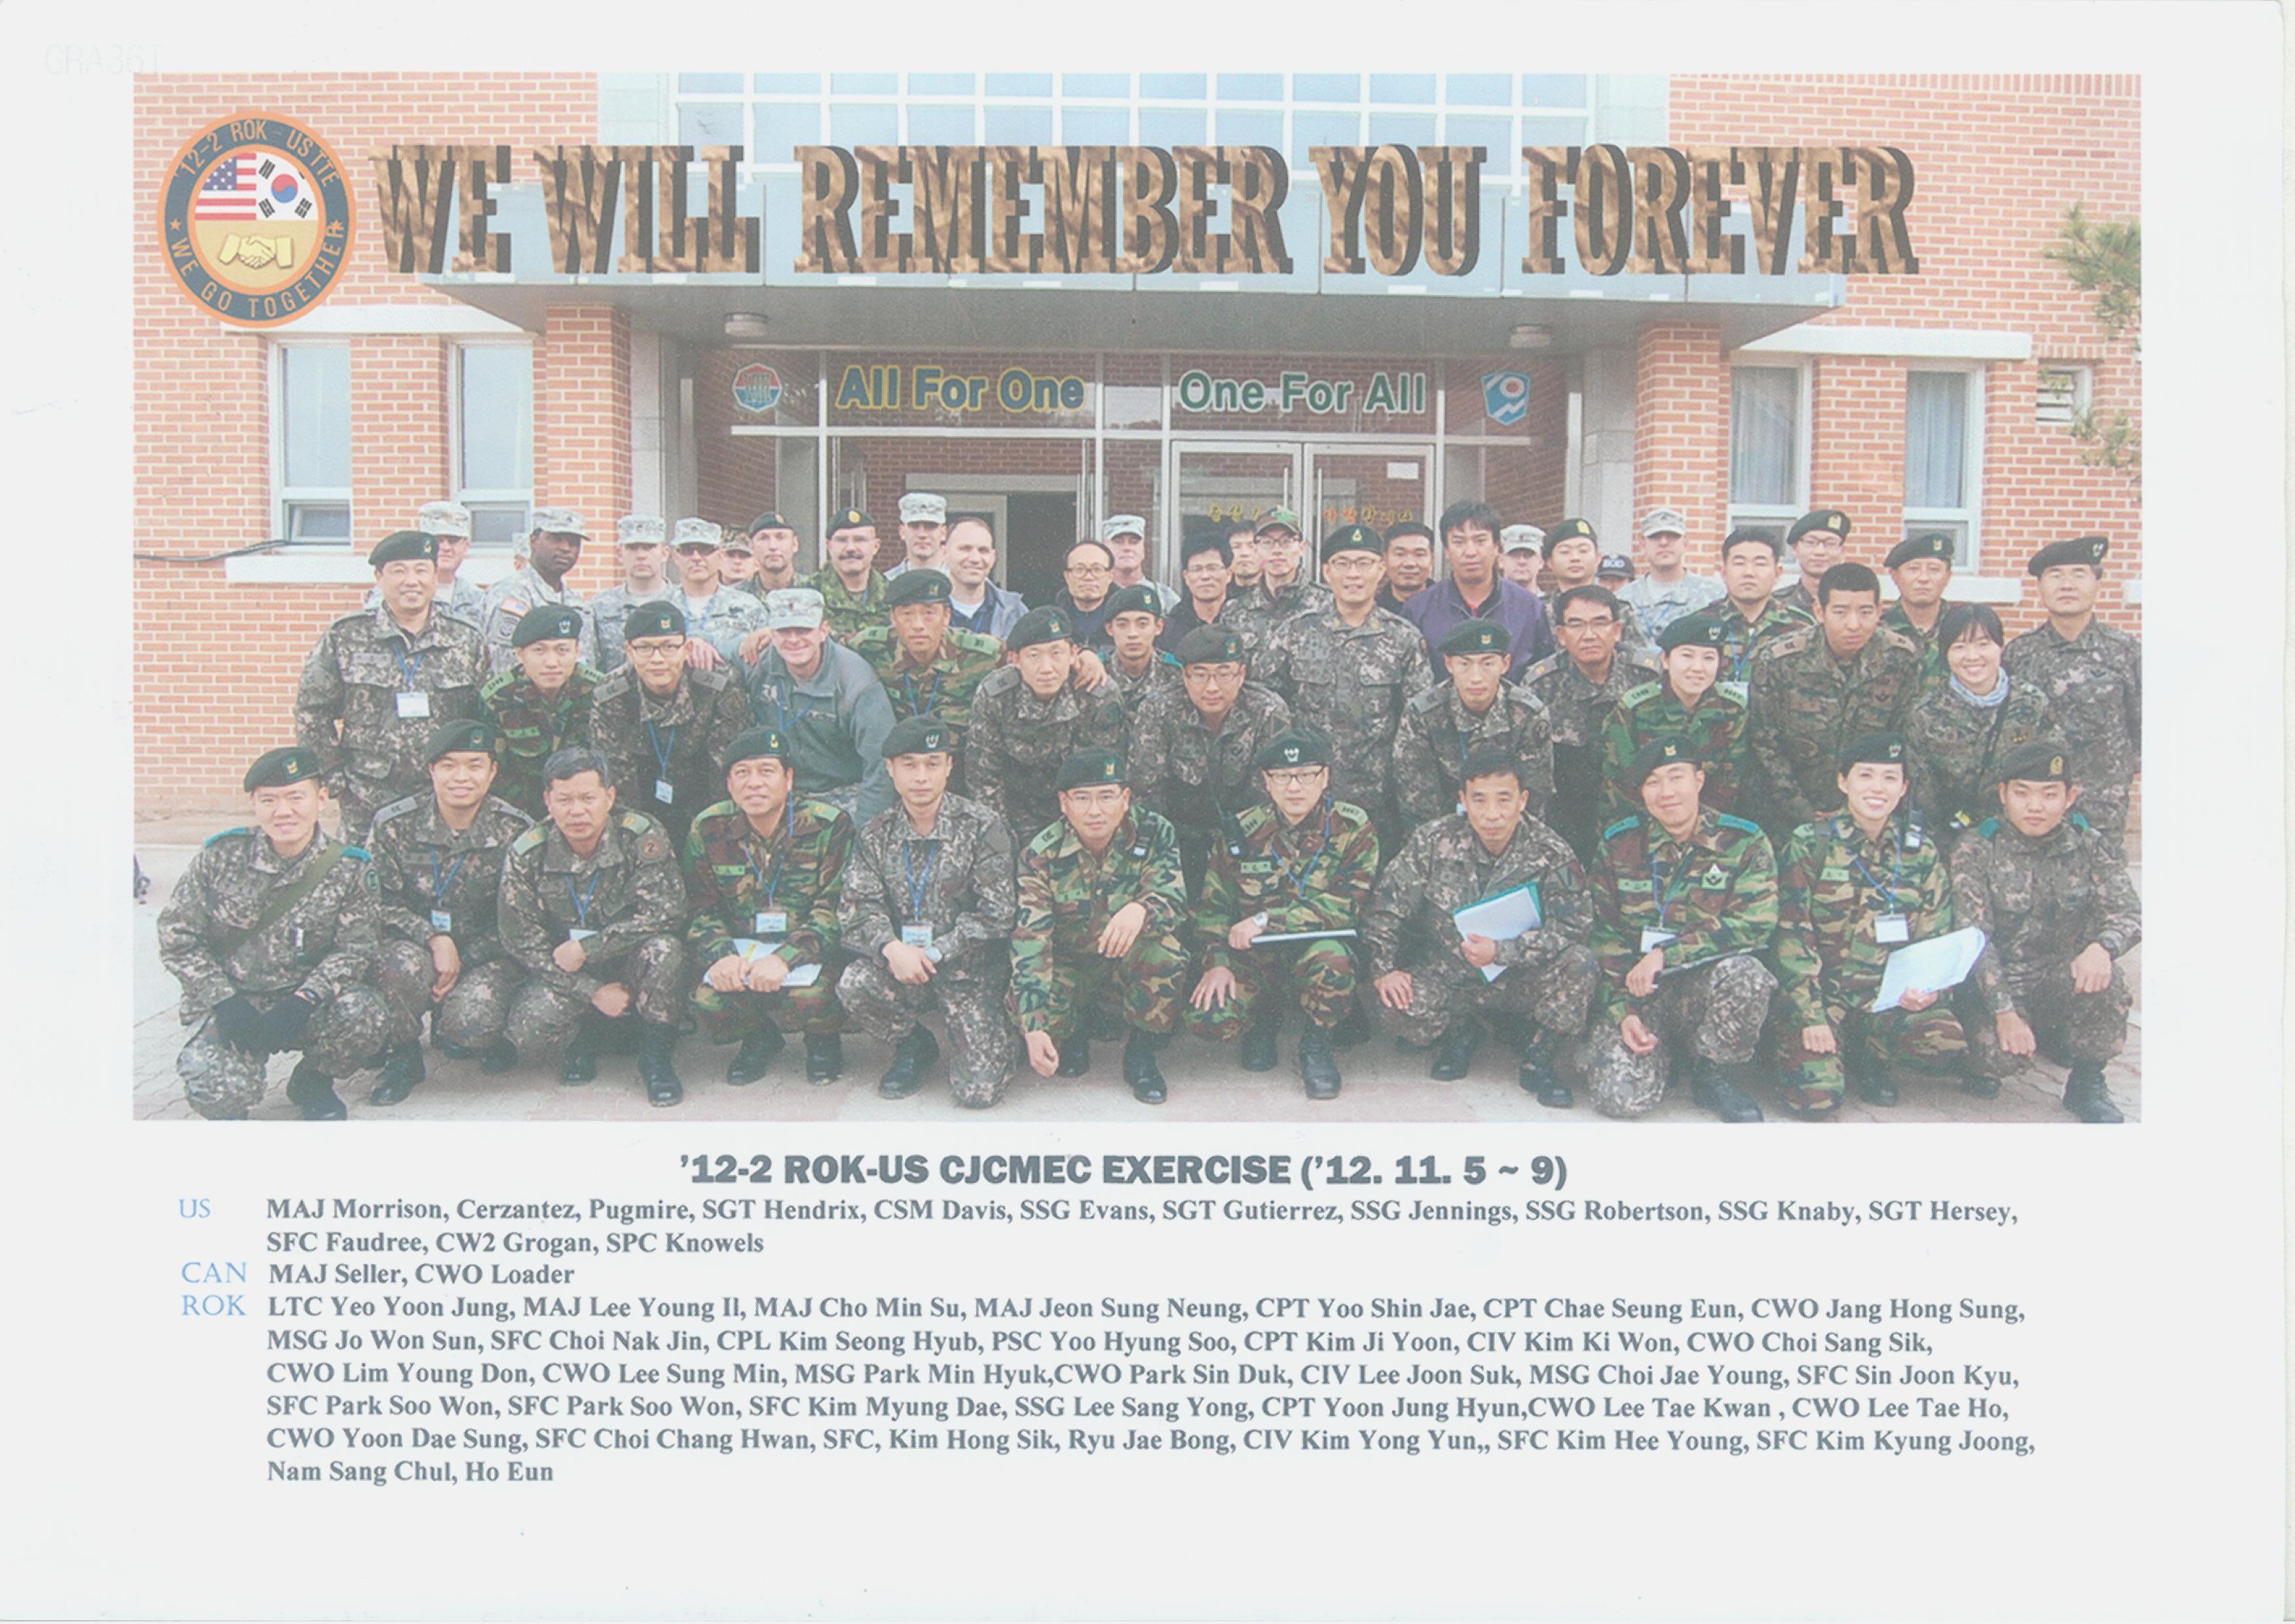 GRA36T
'12-2 ROK-US TTE
WE GO TOGETHER
WE WILL REMEMBER YOU FOREVER
All For One One For All
EOD
'12-2 ROK-US CJCMEC EXERCISE ('12. 11. 5 ~ 9)
US MAJ Morrison, Cerzantez, Pugmire, SGT Hendrix, CSM Davis, SSG Evans, SGT Gutierrez, SSG Jennings, SSG Robertson, SSG Knaby, SGT Hersey,
SFC Faudree, CW2 Grogan, SPC Knowels
CAN MAJ Seller, CWO Loader
ROK LTC Yeo Yoon Jung, MAJ Lee Young Il, MAJ Cho Min Su, MAJ Jeon Sung Neung, CPT Yoo Shin Jae, CPT Chae Seung Eun, CWO Jang Hong Sung,
MSG Jo Won Sun, SFC Choi Nak Jin, CPL Kim Seong Hyub, PSC Yoo Hyung Soo, CPT Kim Ji Yoon, CIV Kim Ki Won, CWO Choi Sang Sik,
CWO Lim Young Don, CWO Lee Sung Min, MSG Park Min Hyuk,CWO Park Sin Duk, CIV Lee Joon Suk, MSG Choi Jae Young, SFC Sin Joon Kyu,
SFC Park Soo Won, SFC Park Soo Won, SFC Kim Myung Dae, SSG Lee Sang Yong, CPT Yoon Jung Hyun,CWO Lee Tae Kwan , CWO Lee Tae Ho,
CWO Yoon Dae Sung, SFC Choi Chang Hwan, SFC, Kim Hong Sik, Ryu Jae Bong, CIV Kim Yong Yun,, SFC Kim Hee Young, SFC Kim Kyung Joong,
Nam Sang Chul, Ho Eun